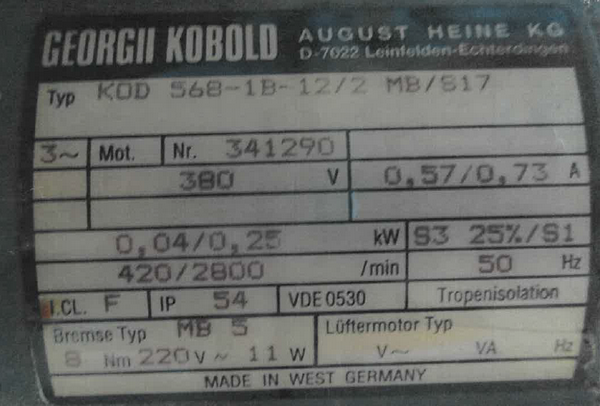 GEORGII KOBOLD AUGUST HEINE KG
D-7022 Leinfelden-Echterdingen
Typ KOD 568-1B-12/2 MB/S17
3~ Mot. Nr. 341290
380 V 0,57/0,73 A
0,04/0,25 kW S3 25%/S1
420/2800 /min 50 Hz
I.CL. F IP 54 VDE 0530 Tropenisolation
Bremse Typ MB 5 Lüftermotor Typ
8 Nm 220 V ~ 11 W V~ VA Hz
MADE IN WEST GERMANY